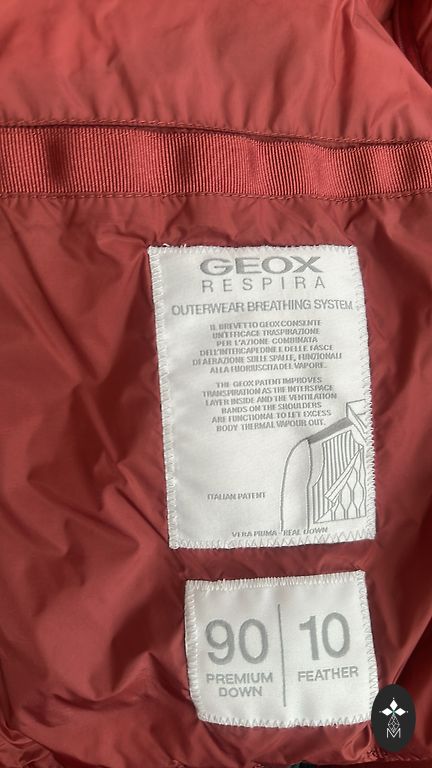 GEOX
RESPIRA
OUTERWEAR BREATHING SYSTEM
IL BREVETTO GEOX CONSENTE
UN'EFFICACE TRASPIRAZIONE
PER L'AZIONE COMBINATA
DELL'INTERCAPEDINE E DELLE FASCE
DI AERAZIONE SULLE SPALLE, FUNZIONALI
ALLA FUORIUSCITA DEL VAPORE.
THE GEOX PATENT IMPROVES
TRANSPIRATION AS THE INTERSPACE
LAYER INSIDE AND THE VENTILATION
BANDS ON THE SHOULDERS
ARE FUNCTIONAL TO LET EXCESS
BODY THERMAL VAPOUR OUT.
ITALIAN PATENT
VERA PIUMA - REAL DOWN
90 10
PREMIUM DOWN FEATHER
M